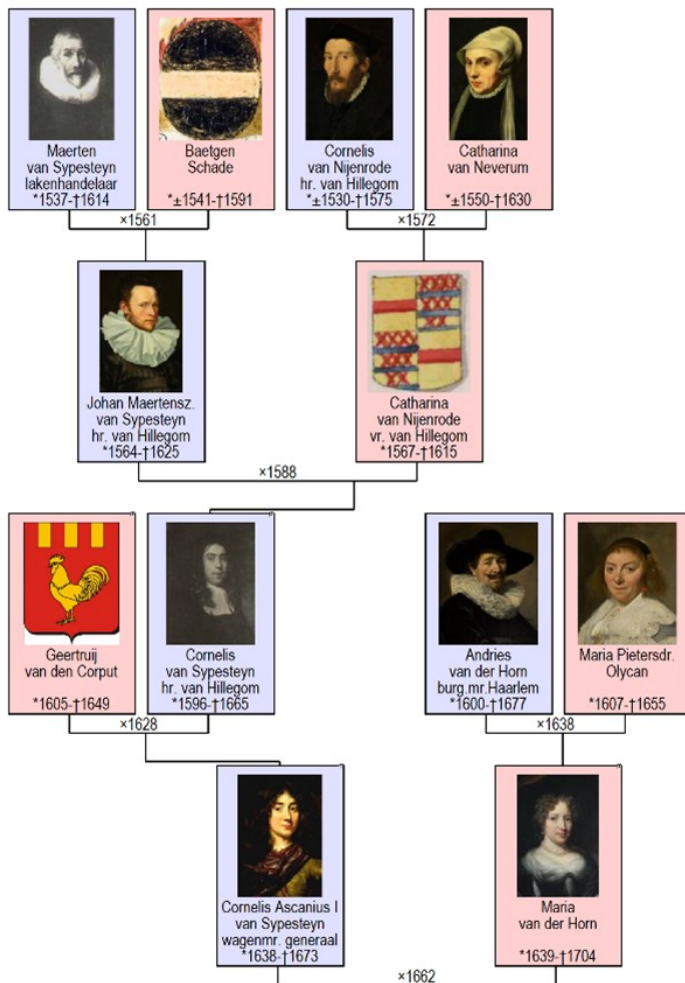 Maerten
van Sypesteyn
lakenhandelaar
*1537-†1614
Baetgen
Schade
*±1541-†1591
Cornelis
van Nijenrode
hr. van Hillegom
*±1530-†1575
Catharina
van Neverum
*±1550-†1630
×1561
×1572
Johan Maertensz.
van Sypesteyn
hr. van Hillegom
*1564-†1625
Catharina
van Nijenrode
vr. van Hillegom
*1567-†1615
×1588
Geertruij
van den Corput
*1605-†1649
Cornelis
van Sypesteyn
hr. van Hillegom
*1596-†1665
Andries
van der Horn
burg.mr.Haarlem
*1600-†1677
Maria Pietersdr.
Olycan
*1607-†1655
×1628
×1638
Cornelis Ascanius I
van Sypesteyn
wagenmr. generaal
*1638-†1673
Maria
van der Horn
*1639-†1704
×1662